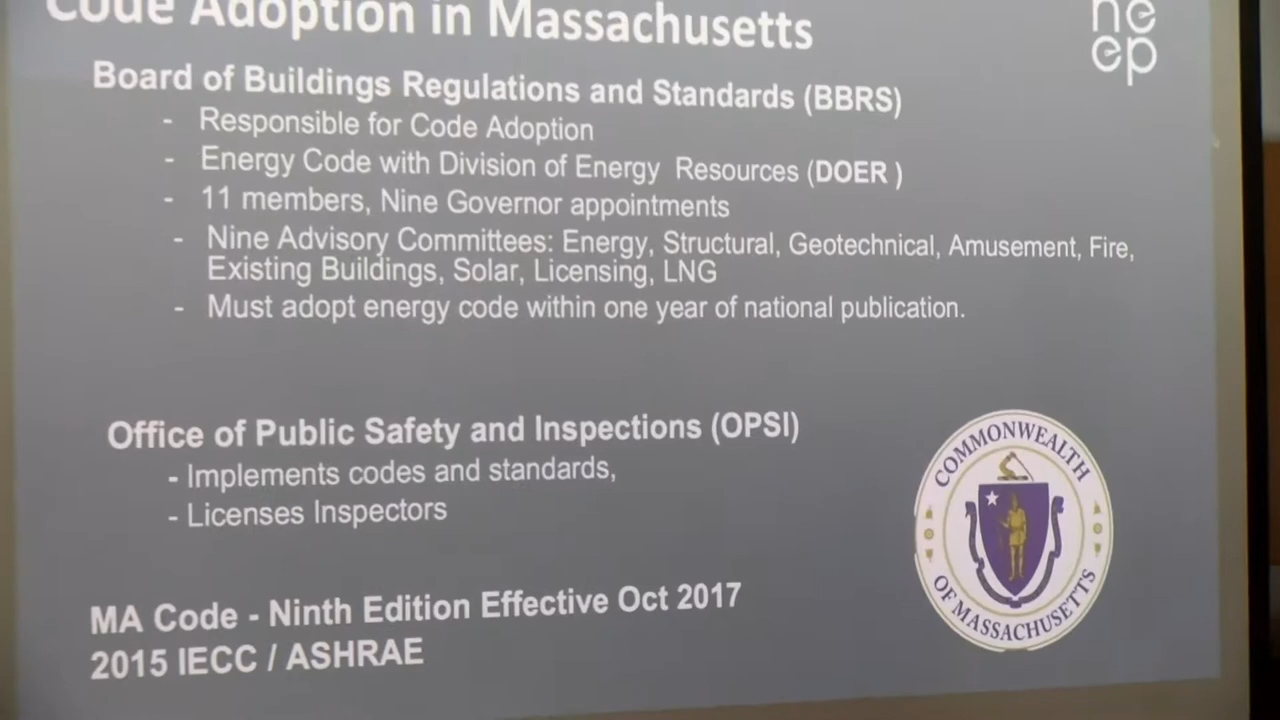 Code Adoption in Massachusetts
ne
ep
Board of Buildings Regulations and Standards (BBRS)
- Responsible for Code Adoption
- Energy Code with Division of Energy Resources (DOER )
- 11 members, Nine Governor appointments
- Nine Advisory Committees: Energy, Structural, Geotechnical, Amusement, Fire,
Existing Buildings, Solar, Licensing, LNG
- Must adopt energy code within one year of national publication.
Office of Public Safety and Inspections (OPSI)
- Implements codes and standards,
- Licenses Inspectors
COMMONWEALTH
OF MASSACHUSETTS
MA Code - Ninth Edition Effective Oct 2017
2015 IECC / ASHRAE